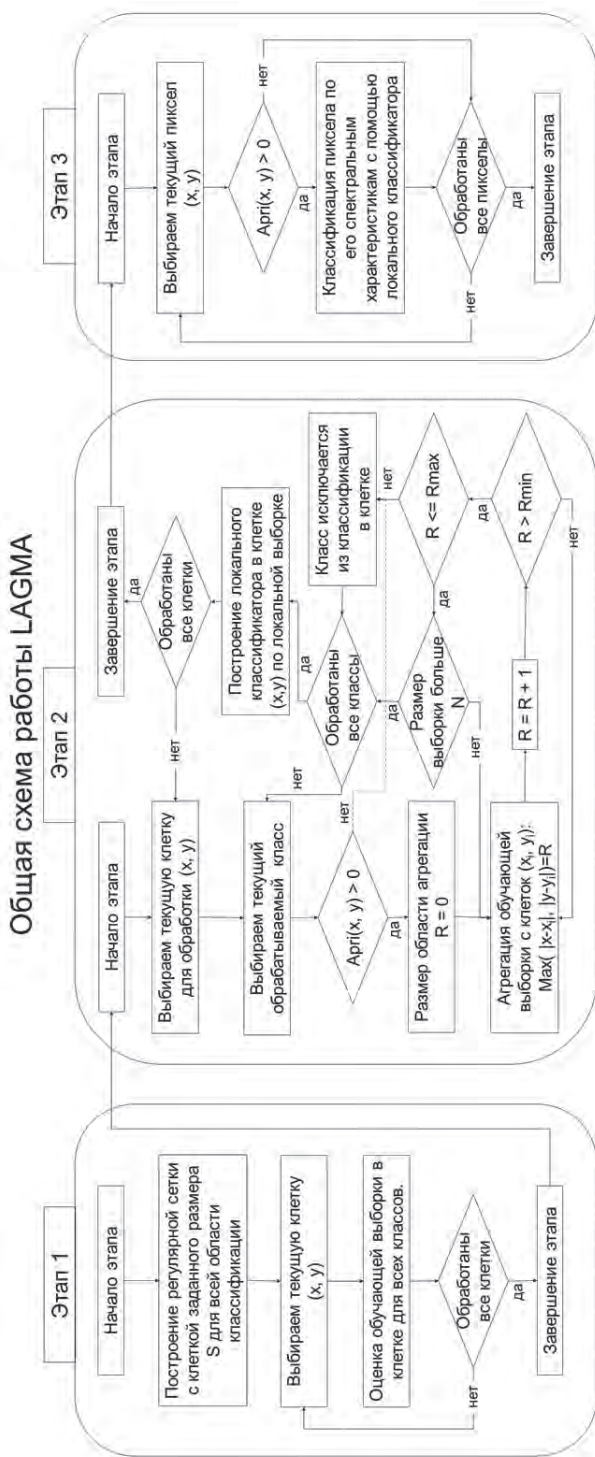 Общая схема работы LAGMA
Этап 1
Начало этапа
Построение регулярной сетки
с клеткой заданного размера
S для всей области
классификации
Выбираем текущую клетку
(x, y)
Оценка обучающей выборки в
клетке для всех классов.
Обработаны
все клетки
нет
да
Завершение этапа
Этап 2
Начало этапа
Выбираем текущую клетку
для обработки (x, y)
Выбираем текущий
обрабатываемый класс
Apri(x, y) > 0
нет
да
Размер области агрегации
R = 0
Агрегация обучающей
выборки с клеток (xᵢ, yᵢ):
Max( |x-xᵢ|, |y-yᵢ|)=R
R = R + 1
R > Rmin
нет
да
R <= Rmax
нет
да
Размер
выборки больше
N
нет
да
Класс исключается
из классификации
в клетке
Обработаны
все классы
нет
да
Построение локального
классификатора в клетке
(x,y) по локальной выборке
Обработаны
все клетки
нет
да
Завершение этапа
Этап 3
Начало этапа
Выбираем текущий пиксел
(x, y)
Apri(x, y) > 0
нет
да
Классификация пиксела по
его спектральным
характеристикам с помощью
локального классификатора
Обработаны
все пикселы
нет
да
Завершение этапа